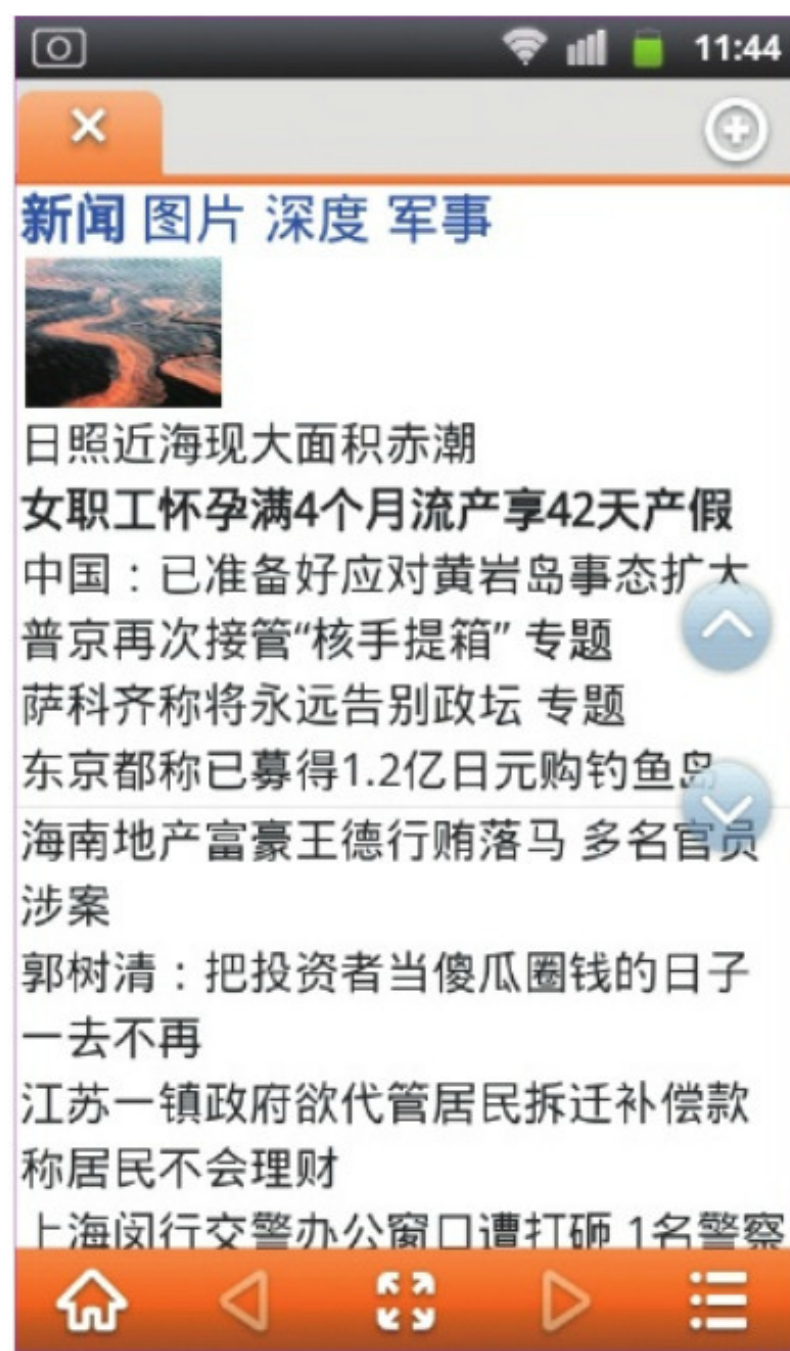 11:44
新闻 图片 深度 军事
日照近海现大面积赤潮
女职工怀孕满4个月流产享42天产假
中国：已准备好应对黄岩岛事态扩大
普京再次接管“核手提箱” 专题
萨科齐称将永远告别政坛 专题
东京都称已募得1.2亿日元购钓鱼岛
海南地产富豪王德行贿落马 多名官员
涉案
郭树清：把投资者当傻瓜圈钱的日子
一去不再
江苏一镇政府欲代管居民拆迁补偿款
称居民不会理财
上海闵行交警办公窗口遭打砸 1名警察